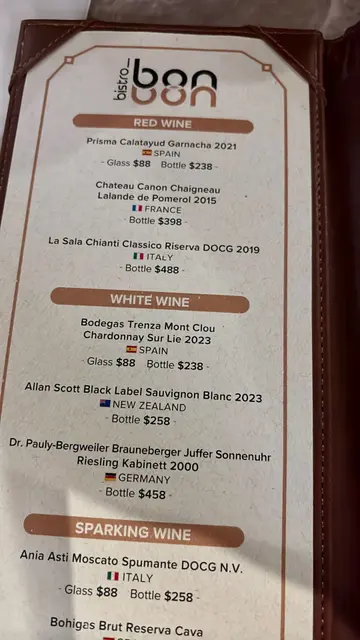 bistro_
bon
bon
RED WINE
Prisma Calatayud Garnacha 2021
SPAIN
- Glass $88 Bottle $238 -
Chateau Canon Chaigneau
Lalande de Pomerol 2015
FRANCE
- Bottle $398 -
La Sala Chianti Classico Riserva DOCG 2019
ITALY
- Bottle $488 -
WHITE WINE
Bodegas Trenza Mont Clou
Chardonnay Sur Lie 2023
SPAIN
- Glass $88 Bottle $238 -
Allan Scott Black Label Sauvignon Blanc 2023
NEW ZEALAND
- Bottle $258 -
Dr. Pauly-Bergweiler Brauneberger Juffer Sonnenuhr
Riesling Kabinett 2000
GERMANY
- Bottle $458 -
SPARKING WINE
Ania Asti Moscato Spumante DOCG N.V.
ITALY
- Glass $88 Bottle $258 -
Bohigas Brut Reserva Cava